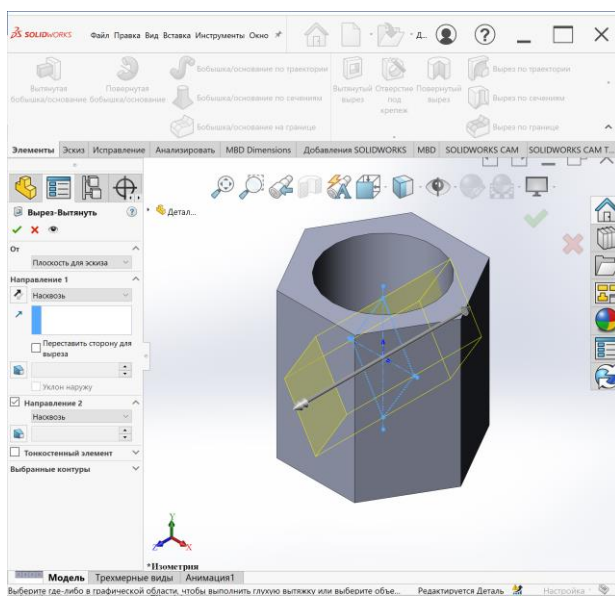 SOLIDWORKS Файл Правка Вид Вставка Инструменты Окно Д...
Вытянутая бобышка/основание
Повернутая бобышка/основание
Бобышка/основание по траектории
Бобышка/основание по сечениям
Бобышка/основание на границе
Вытянутый вырез
Отверстие под крепеж
Повернутый вырез
Вырез по траектории
Вырез по сечениям
Вырез по границе
Элементы Эскиз Исправление Анализировать MBD Dimensions Добавления SOLIDWORKS MBD SOLIDWORKS CAM SOLIDWORKS CAM T...
Вырез-Вытянуть
Детал...
От
Плоскость для эскиза
Направление 1
Насквозь
Переставить сторону для
выреза
Уклон наружу
Направление 2
Насквозь
Тонкостенный элемент
Выбранные контуры
Y
Z X
*Изометрия
Модель Трехмерные виды Анимация1
Выберите где-либо в графической области, чтобы выполнить глухую вытяжку или выберите объе... Редактируется Деталь Настройка